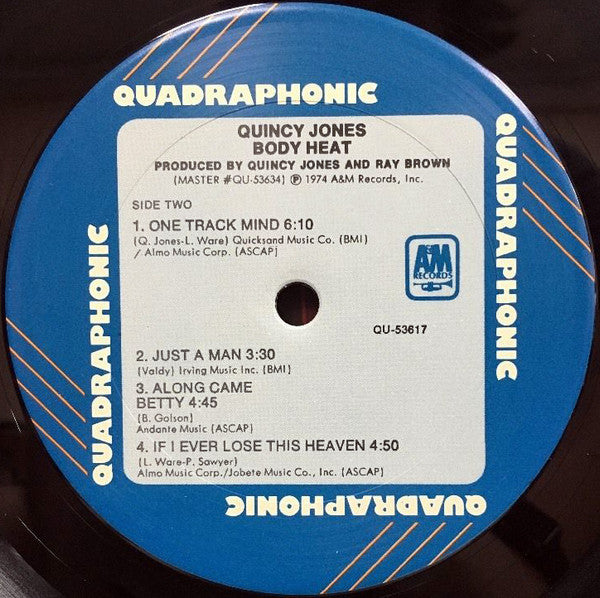 QUADRAPHONIC
QUINCY JONES
BODY HEAT
PRODUCED BY QUINCY JONES AND RAY BROWN
(MASTER #QU-53634) Ⓟ 1974 A&M Records, Inc.
SIDE TWO
1. ONE TRACK MIND 6:10
(Q. Jones-L. Ware) Quicksand Music Co. (BMI)
/ Almo Music Corp. (ASCAP)
A&M
RECORDS
QU-53617
2. JUST A MAN 3:30
(Valdy) Irving Music Inc. (BMI)
3. ALONG CAME
BETTY 4:45
(B. Golson)
Andante Music (ASCAP)
4. IF I EVER LOSE THIS HEAVEN 4:50
(L. Ware-P. Sawyer)
Almo Music Corp./Jobete Music Co., Inc. (ASCAP)
QUADRAPHONIC
QUADRAPHONIC
QUADRAPHONIC